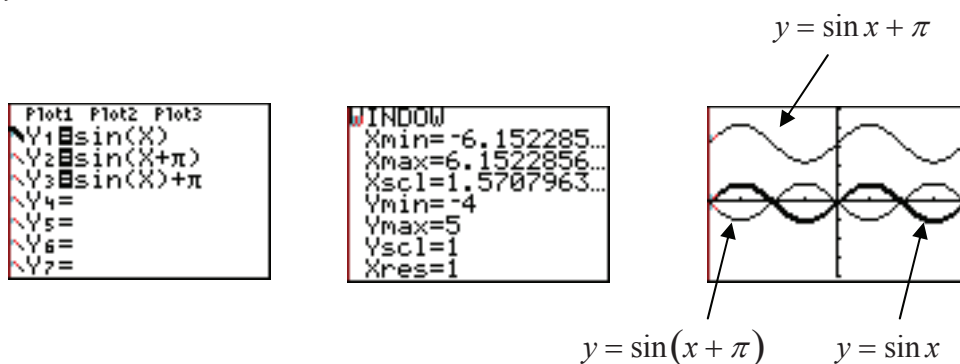 y = sin x + π
Plot1 Plot2 Plot3
\Y1=sin(X)
\Y2=sin(X+π)
\Y3=sin(X)+π
\Y4=
\Y5=
\Y6=
\Y7=
WINDOW
Xmin=-6.152285…
Xmax=6.1522856…
Xscl=1.5707963…
Ymin=-4
Ymax=5
Yscl=1
Xres=1
y = sin(x + π)
y = sin x